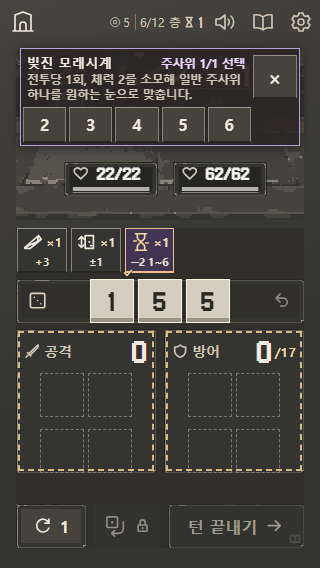 5 | 6/12 층 1
빚진 모래시계 주사위 1/1 선택
전투당 1회, 체력 2를 소모해 일반 주사위
하나를 원하는 눈으로 맞춥니다.
×
2 3 4 5 6
22/22 62/62
×1 ×1 ×1
+3 ±1 −2 1~6
1 5 5
공격 0 방어 0 /17
1 턴 끝내기 →